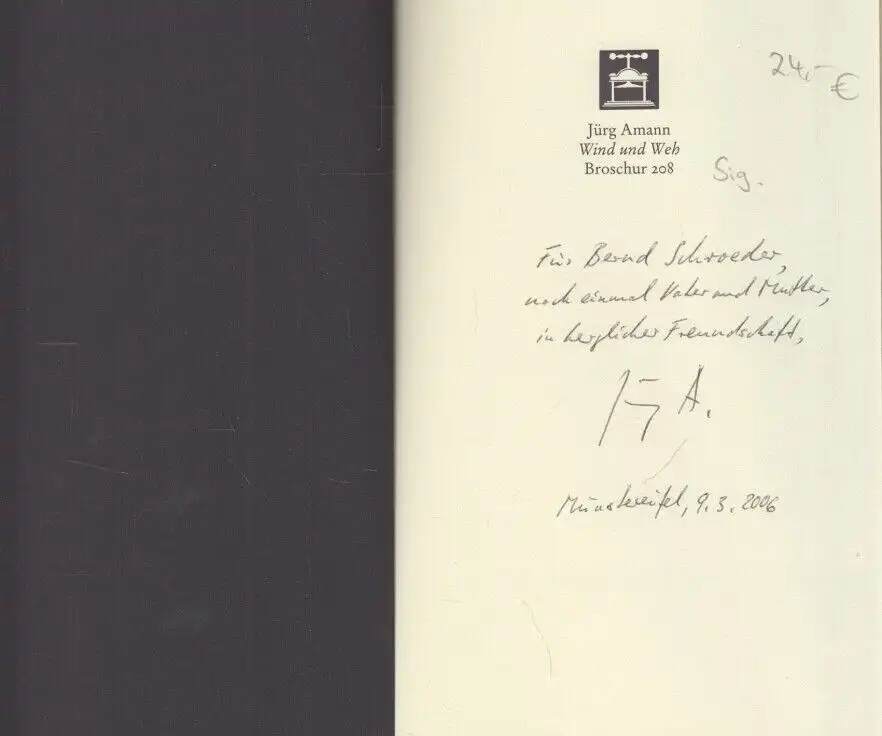 24,- €
Jürg Amann
Wind und Weh
Broschur 208
Sig.
Für Bernd Schroeder,
noch einmal Vater und Mutter,
in herzlicher Freundschaft,
Jürg A.
Münstereifel, 9.3.2006